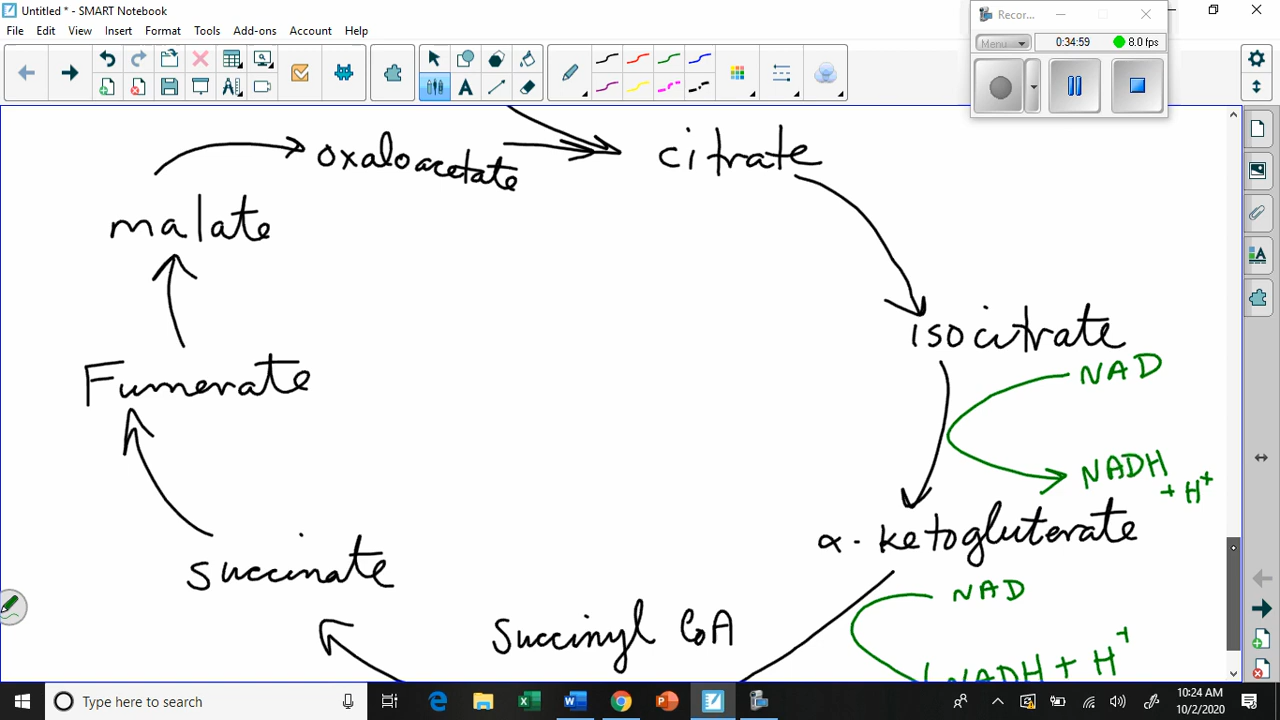 Untitled * - SMART Notebook
File Edit View Insert Format Tools Add-ons Account Help
Recor...
Menu
0:34:59
8.0 fps
oxaloacetate
citrate
malate
isocitrate
NAD
Fumerate
NADH
+ H+
α-ketogluterate
succinate
NAD
Succinyl CoA
NADH + H+
Type here to search
10:24 AM
10/2/2020